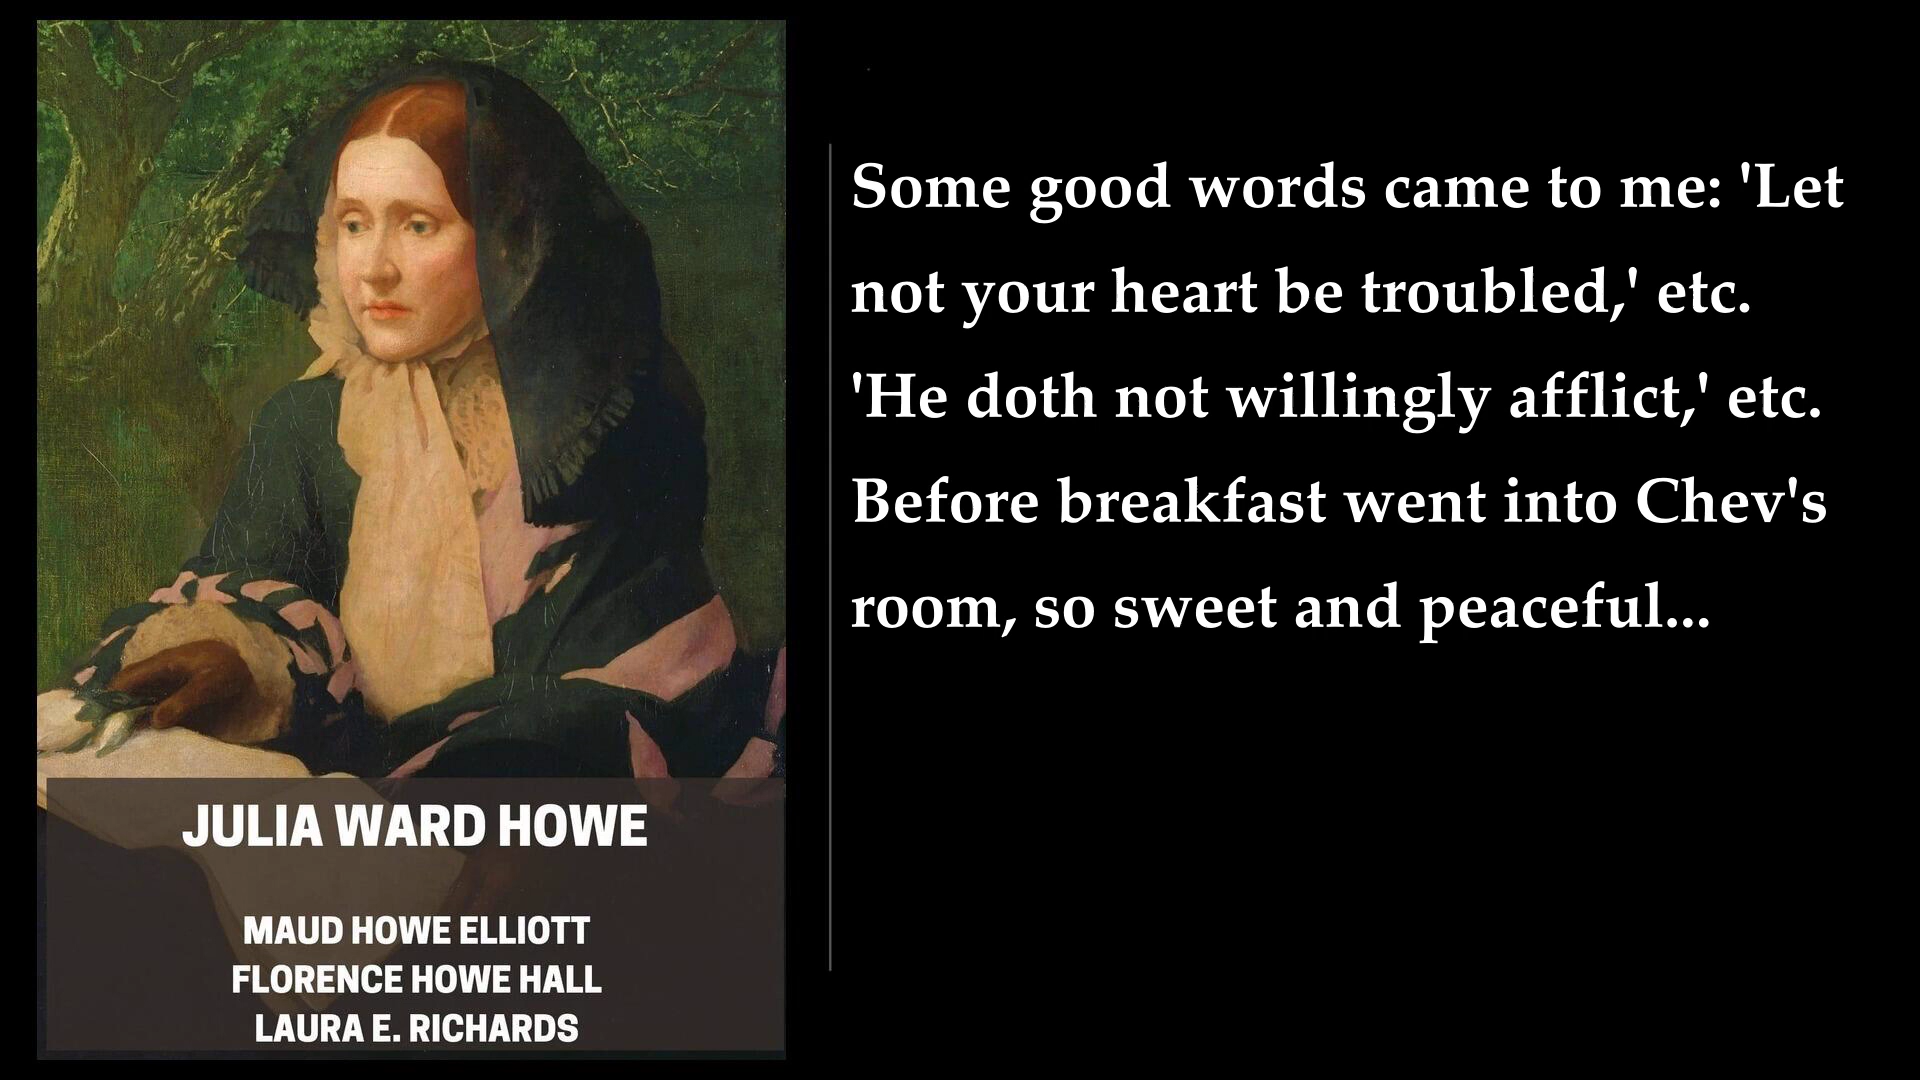 JULIA WARD HOWE
MAUD HOWE ELLIOTT
FLORENCE HOWE HALL
LAURA E. RICHARDS
Some good words came to me: 'Let
not your heart be troubled,' etc.
'He doth not willingly afflict,' etc.
Before breakfast went into Chev's
room, so sweet and peaceful...